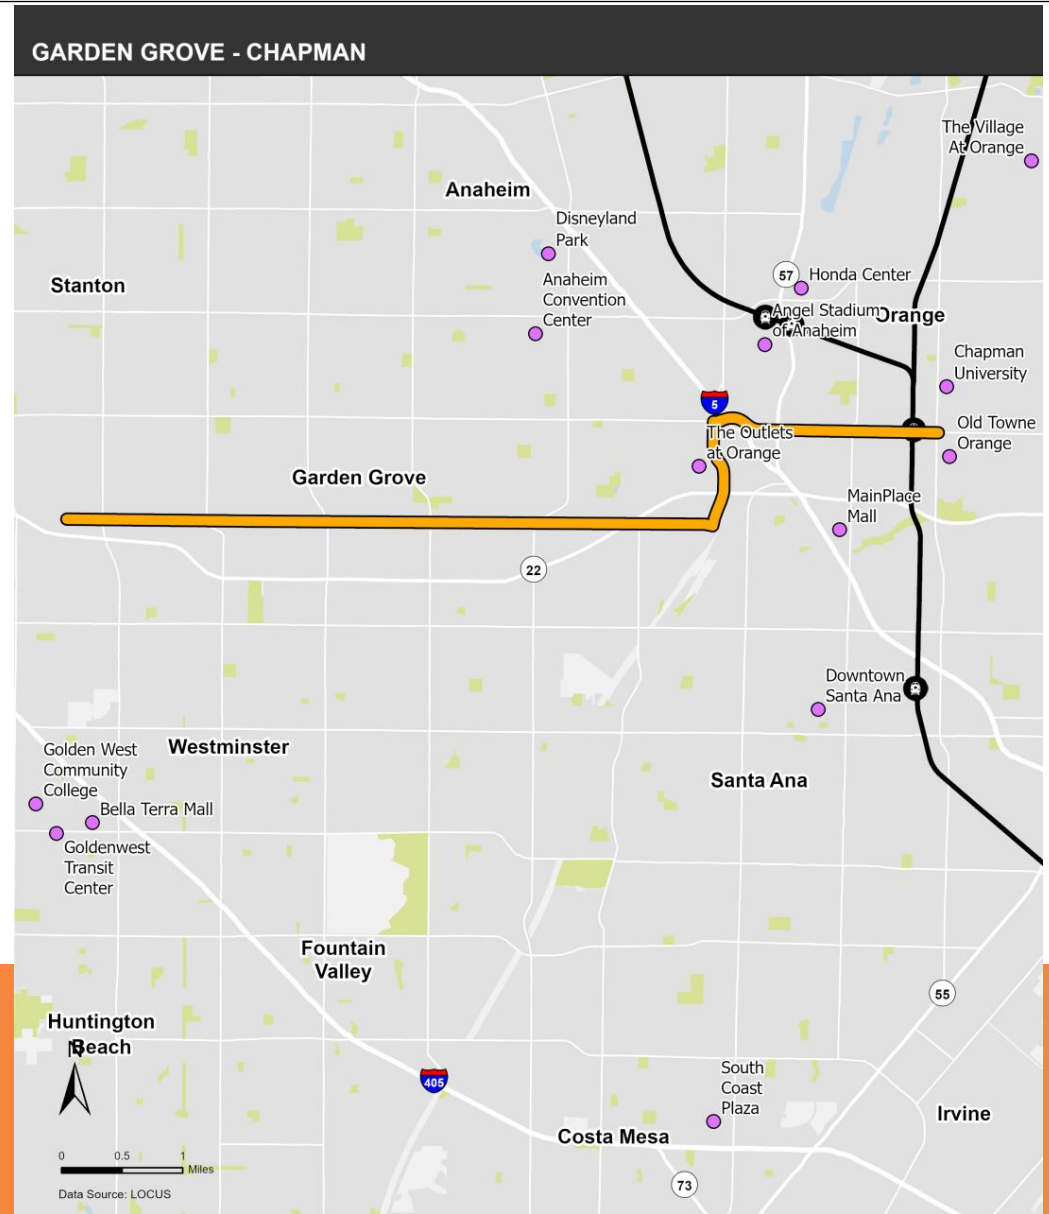 GARDEN GROVE - CHAPMAN
The Village
At Orange
Anaheim
Disneyland
Park
57
Honda Center
Stanton
Anaheim
Convention
Center
Angel Stadium
of Anaheim
Orange
Chapman
University
5
Old Towne
Orange
The Outlets
at Orange
Garden Grove
MainPlace
Mall
22
Downtown
Santa Ana
Westminster
Golden West
Community
College
Santa Ana
Bella Terra Mall
Goldenwest
Transit
Center
Fountain
Valley
55
Huntington
Beach
N
405
South
Coast
Plaza
Irvine
Costa Mesa
0 0.5 1
Miles
73
Data Source: LOCUS